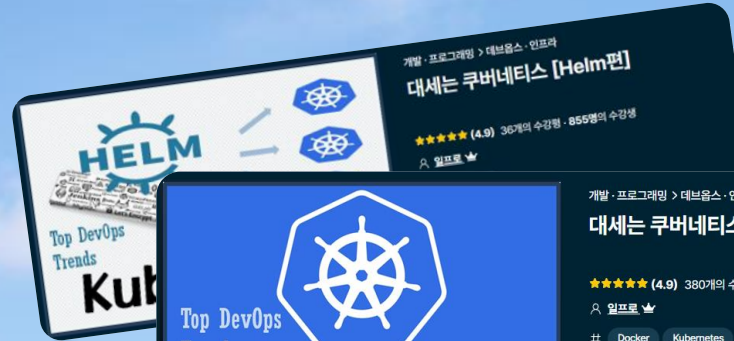 개발 · 프로그래밍 > 데브옵스 · 인프라
대세는 쿠버네티스 [Helm편]
★★★★★ (4.9) 36개의 수강평 · 855명의 수강생
일프로
HELM
Top DevOps
Trends
개발 · 프로그래밍 > 데브옵스 ·
대세는 쿠버네티스
★★★★★ (4.9) 380개의
일프로
# Docker Kubernetes
Top DevOps